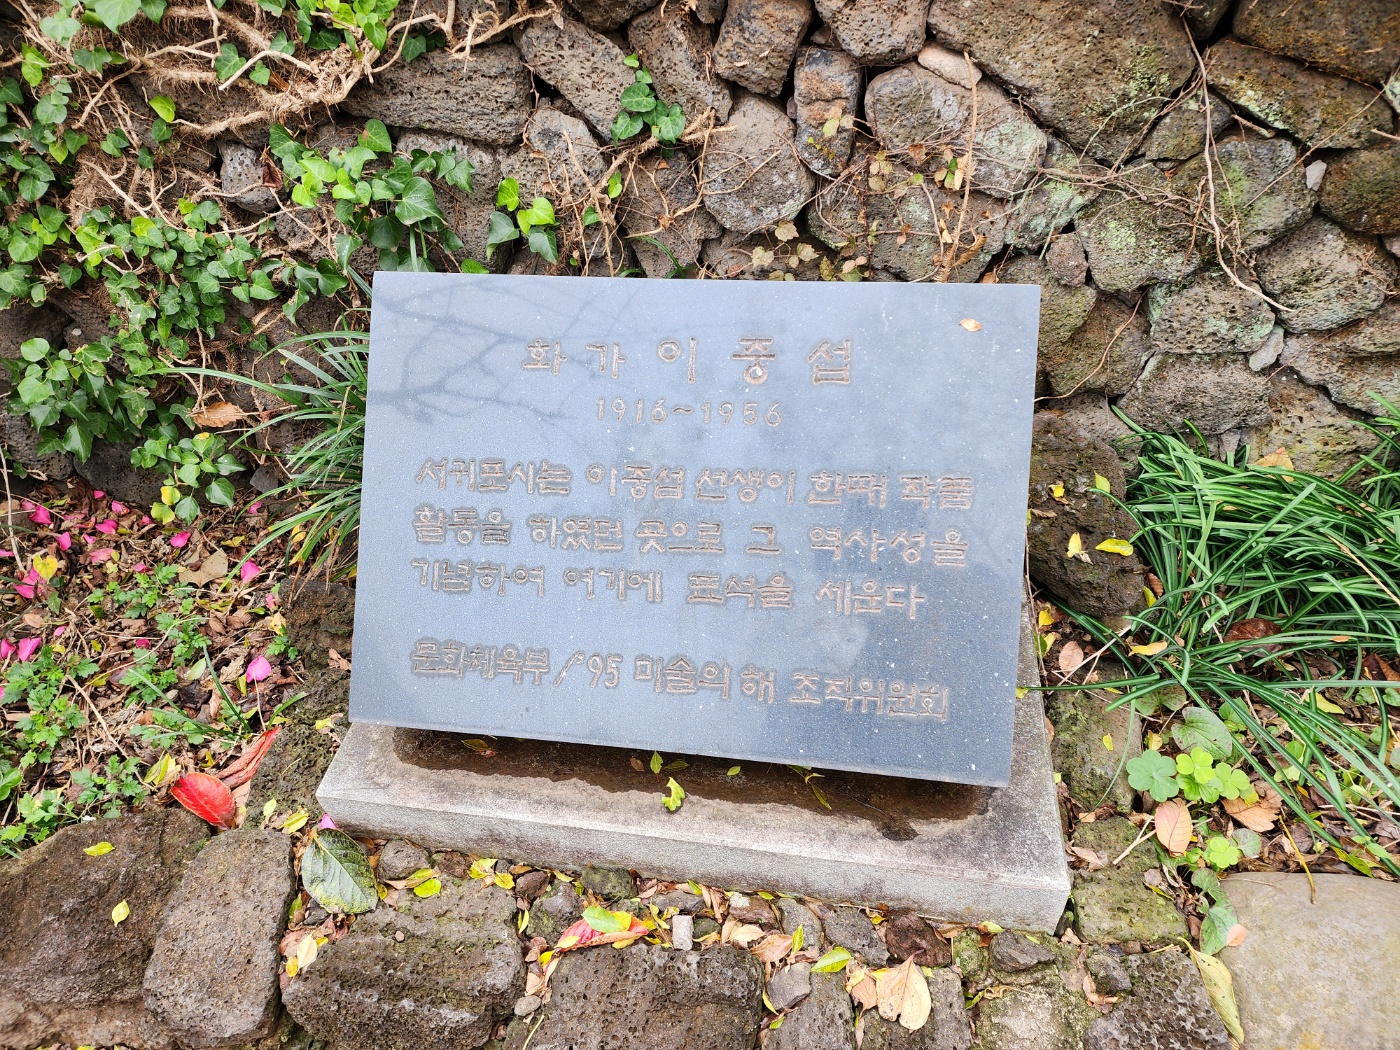 화가 이중섭
1916~1956
서귀포시는 이중섭 선생이 한때 작품
활동을 하였던 곳으로 그 역사성을
기념하여 여기에 표석을 세운다
문화체육부/'95 미술의 해 조직위원회